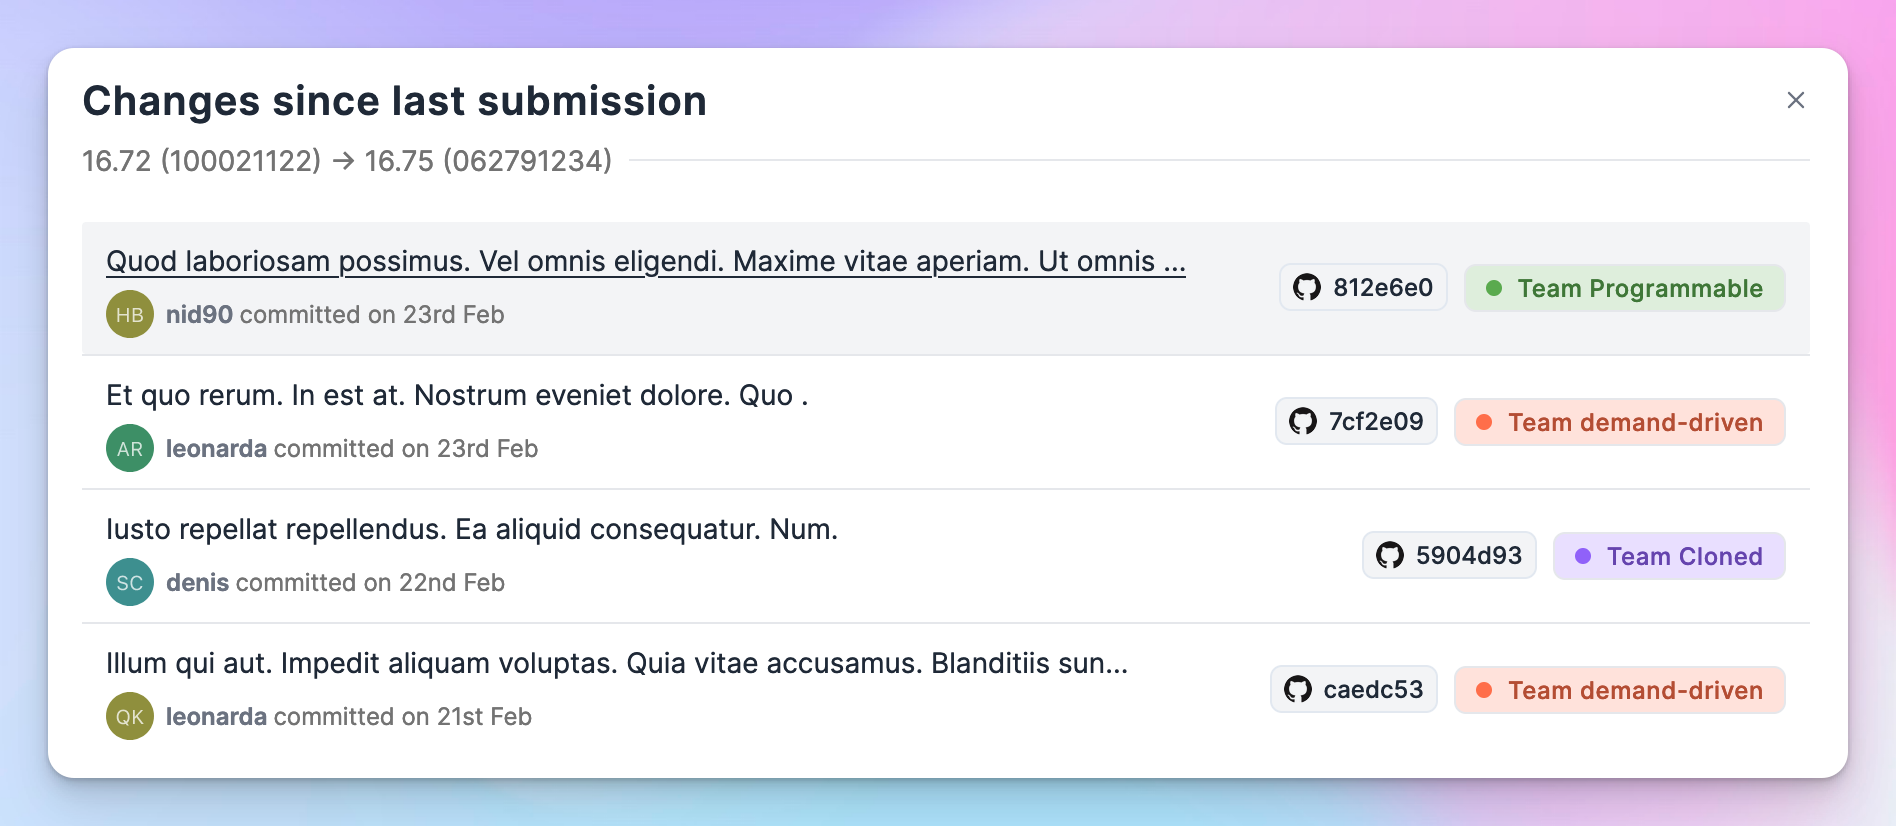 Changes since last submission
16.72 (100021122) → 16.75 (062791234)
Quod laboriosam possimus. Vel omnis eligendi. Maxime vitae aperiam. Ut omnis ...
HB nid90 committed on 23rd Feb
812e6e0 Team Programmable
Et quo rerum. In est at. Nostrum eveniet dolore. Quo .
AR leonarda committed on 23rd Feb
7cf2e09 Team demand-driven
Iusto repellat repellendus. Ea aliquid consequatur. Num.
SC denis committed on 22nd Feb
5904d93 Team Cloned
Illum qui aut. Impedit aliquam voluptas. Quia vitae accusamus. Blanditiis sun...
QK leonarda committed on 21st Feb
caedc53 Team demand-driven